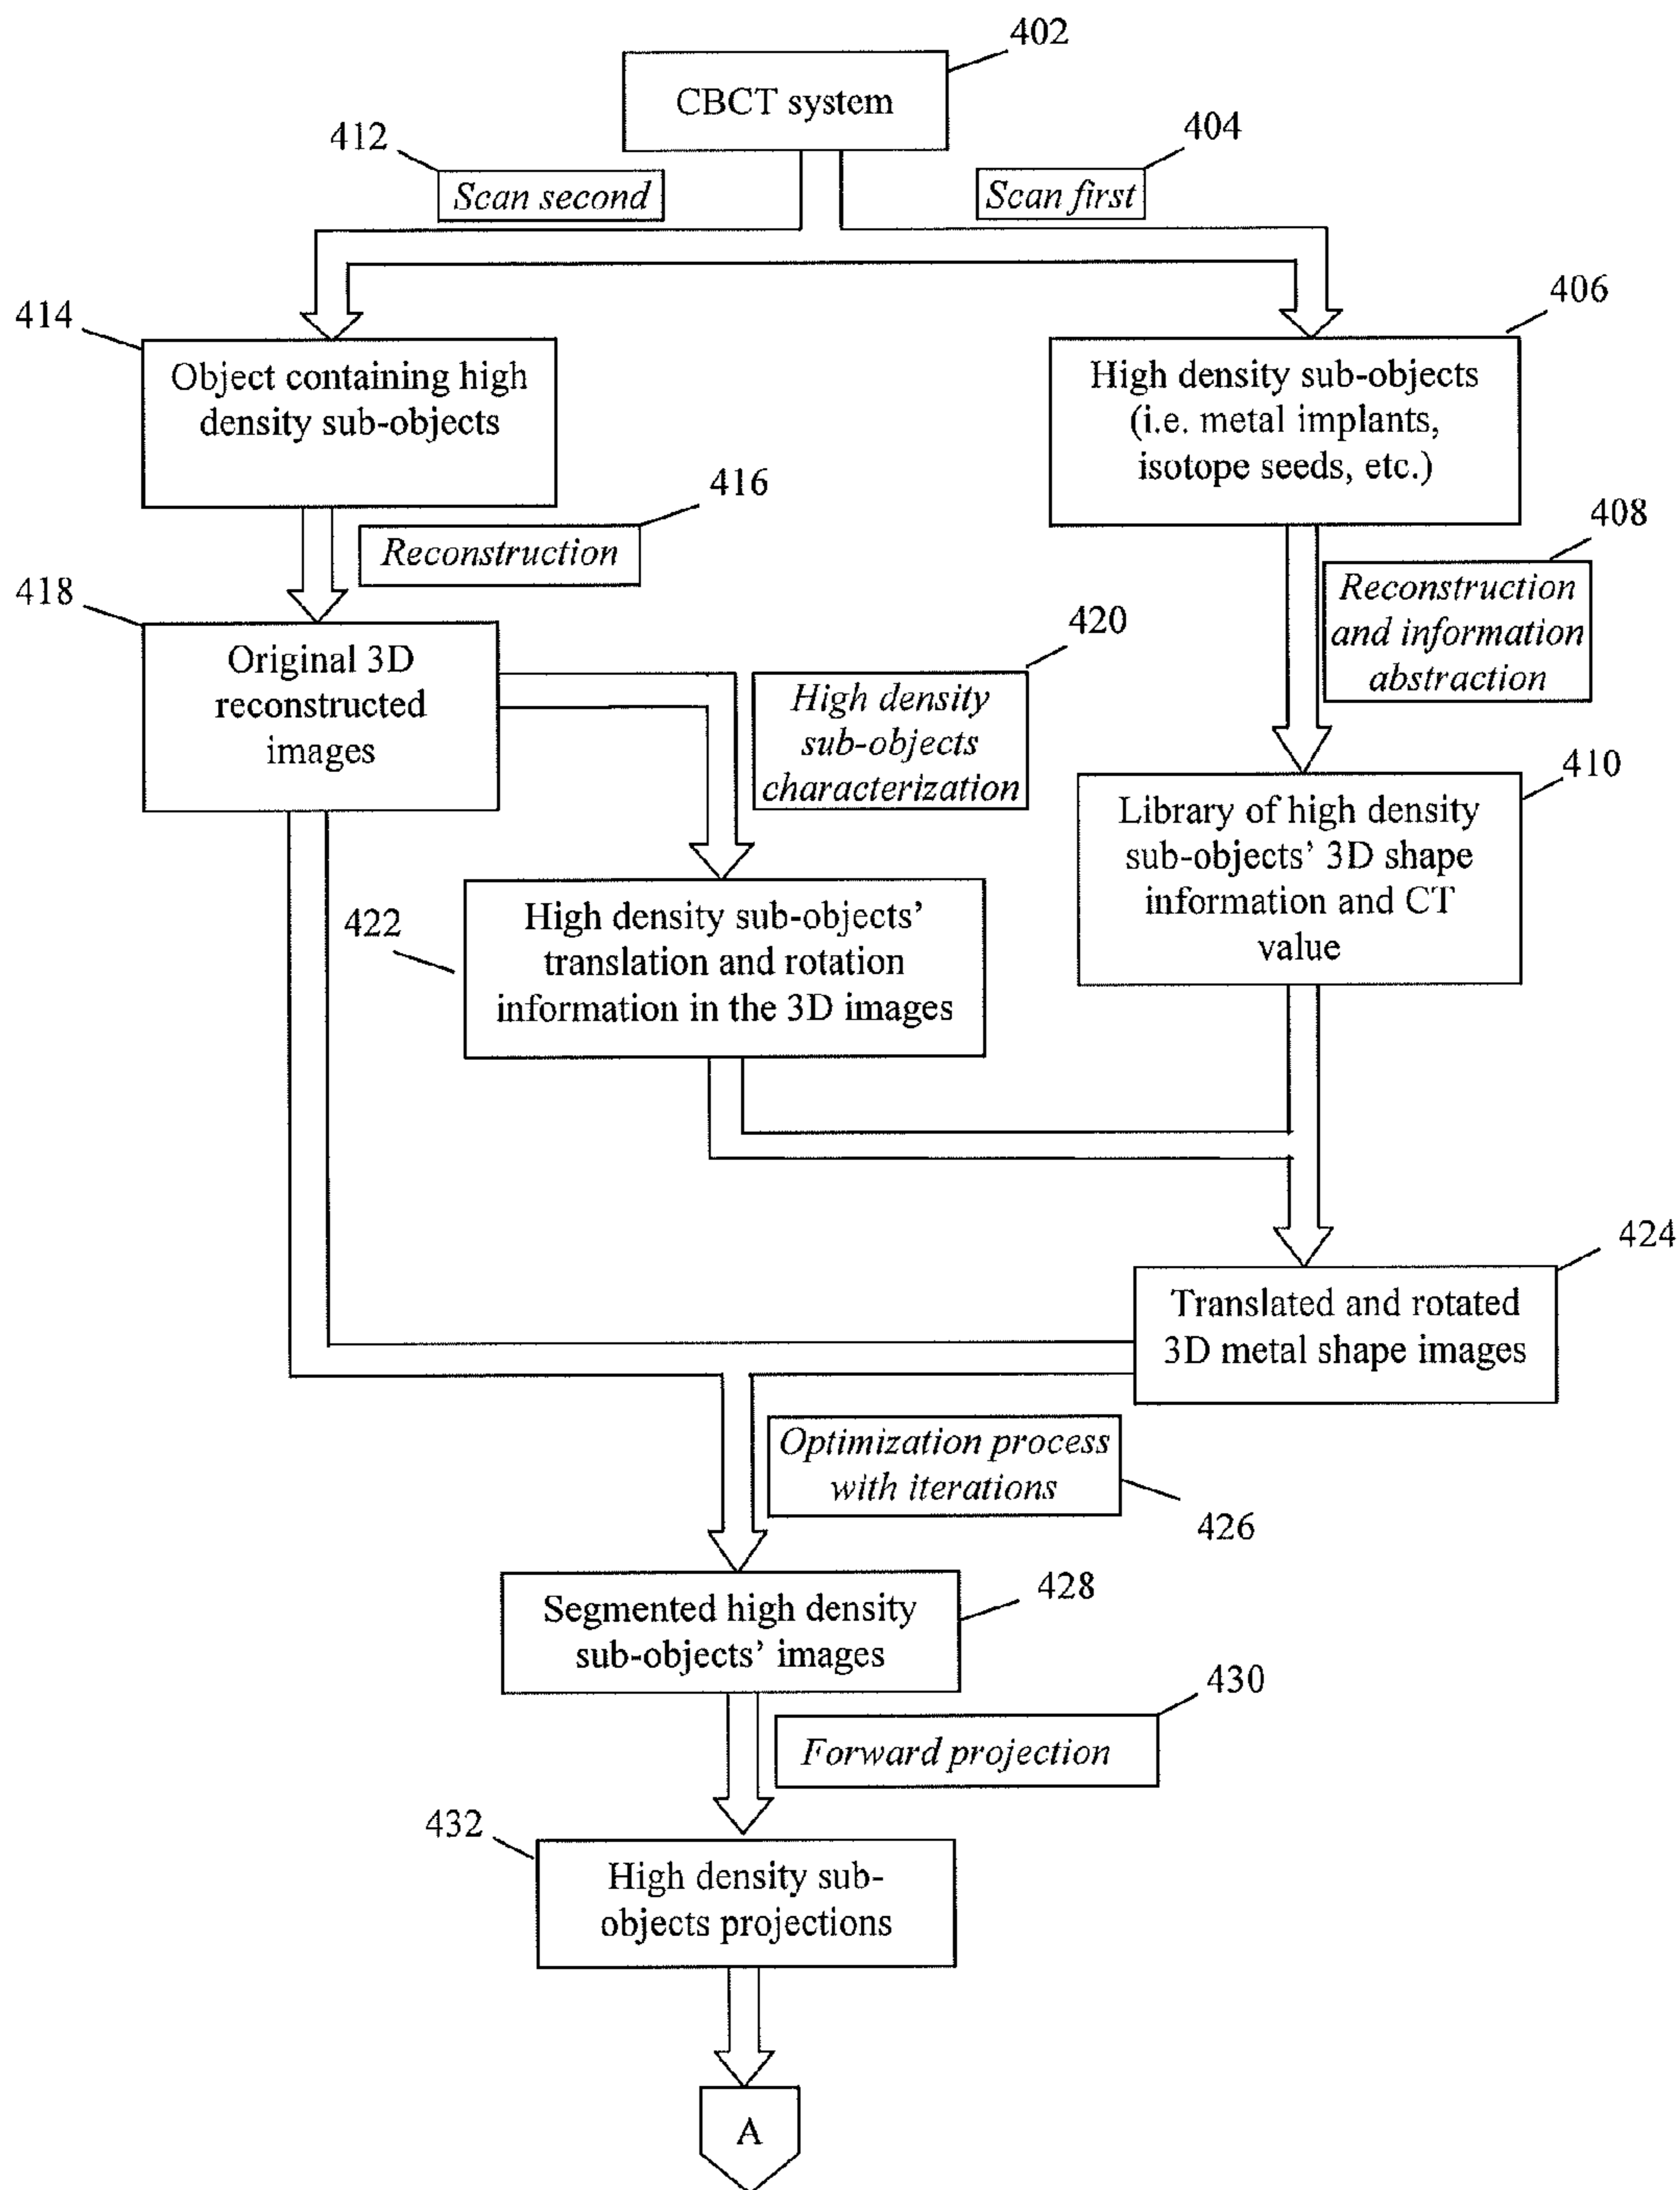 402
CBCT system
412
404
Scan second
Scan first
414
406
Object containing high
density sub-objects
High density sub-objects
(i.e. metal implants,
isotope seeds, etc.)
416
408
Reconstruction
Reconstruction
and information
abstraction
418
420
Original 3D
reconstructed
images
High density
sub-objects
characterization
410
Library of high density
sub-objects’ 3D shape
information and CT
value
422
High density sub-objects’
translation and rotation
information in the 3D images
424
Translated and rotated
3D metal shape images
Optimization process
with iterations
426
428
Segmented high density
sub-objects’ images
430
Forward projection
432
High density sub-
objects projections
A